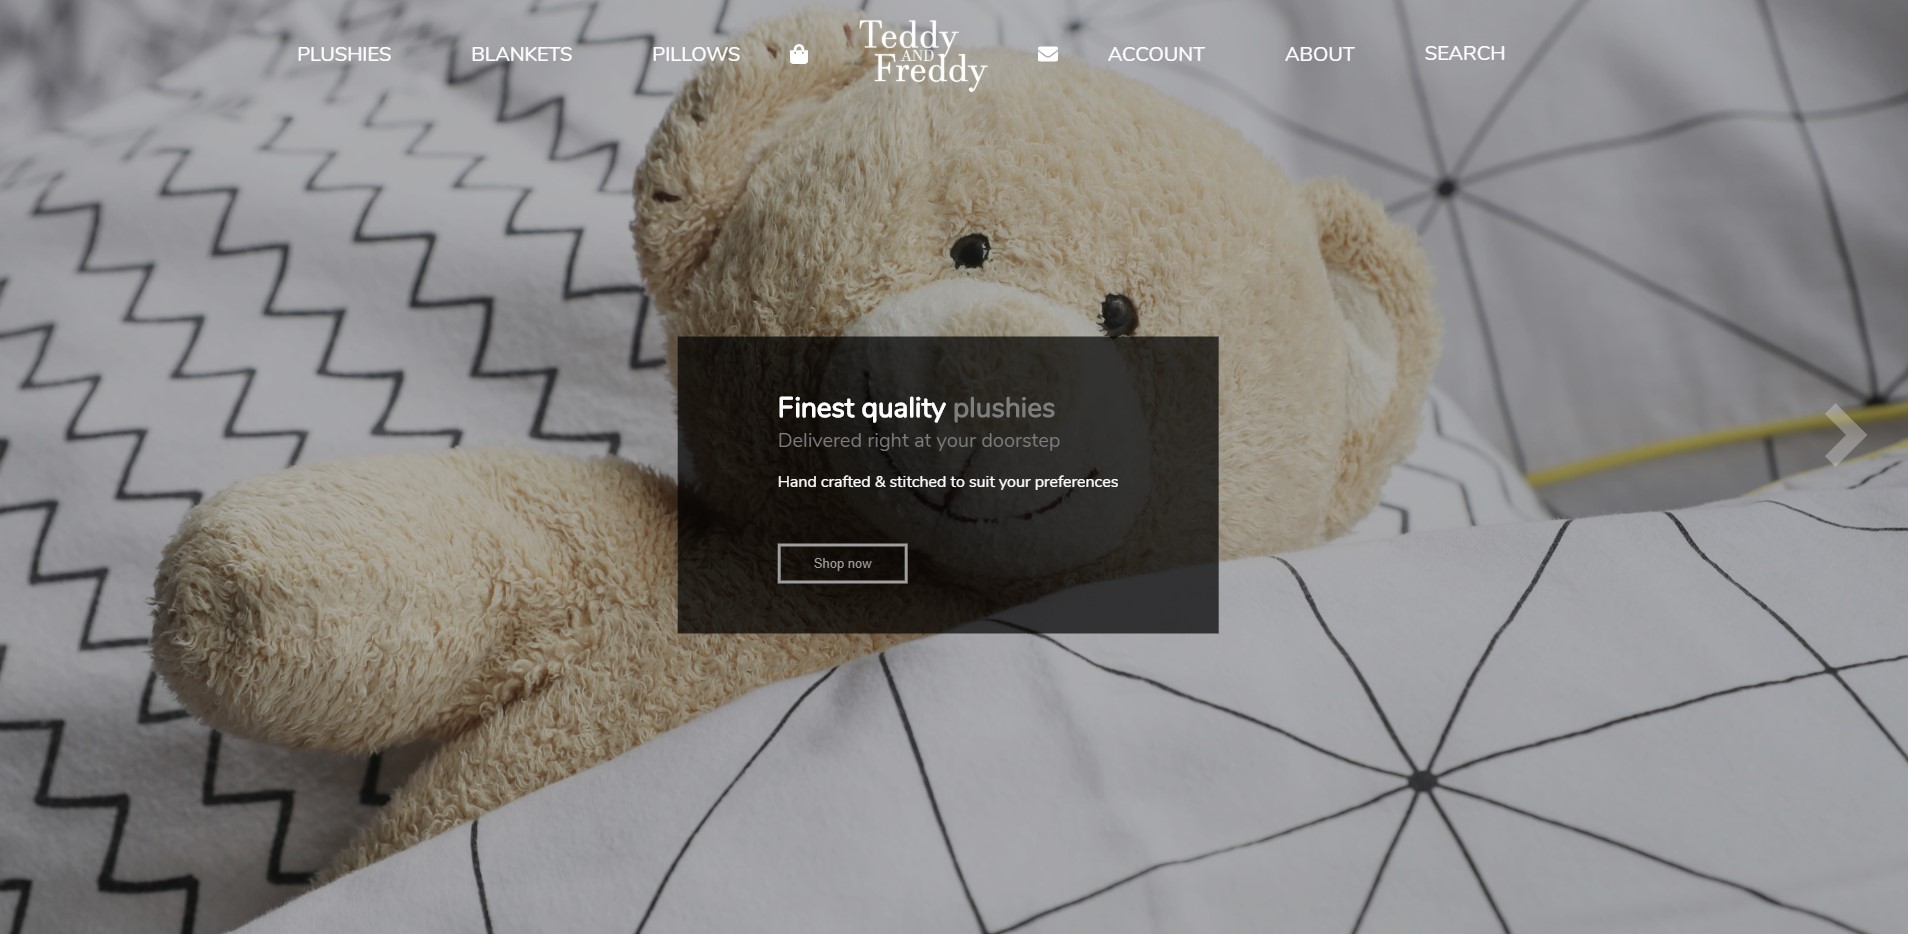 PLUSHIES BLANKETS PILLOWS
Teddy
AND
Freddy
ACCOUNT ABOUT SEARCH
Finest quality plushies
Delivered right at your doorstep
Hand crafted & stitched to suit your preferences
Shop now